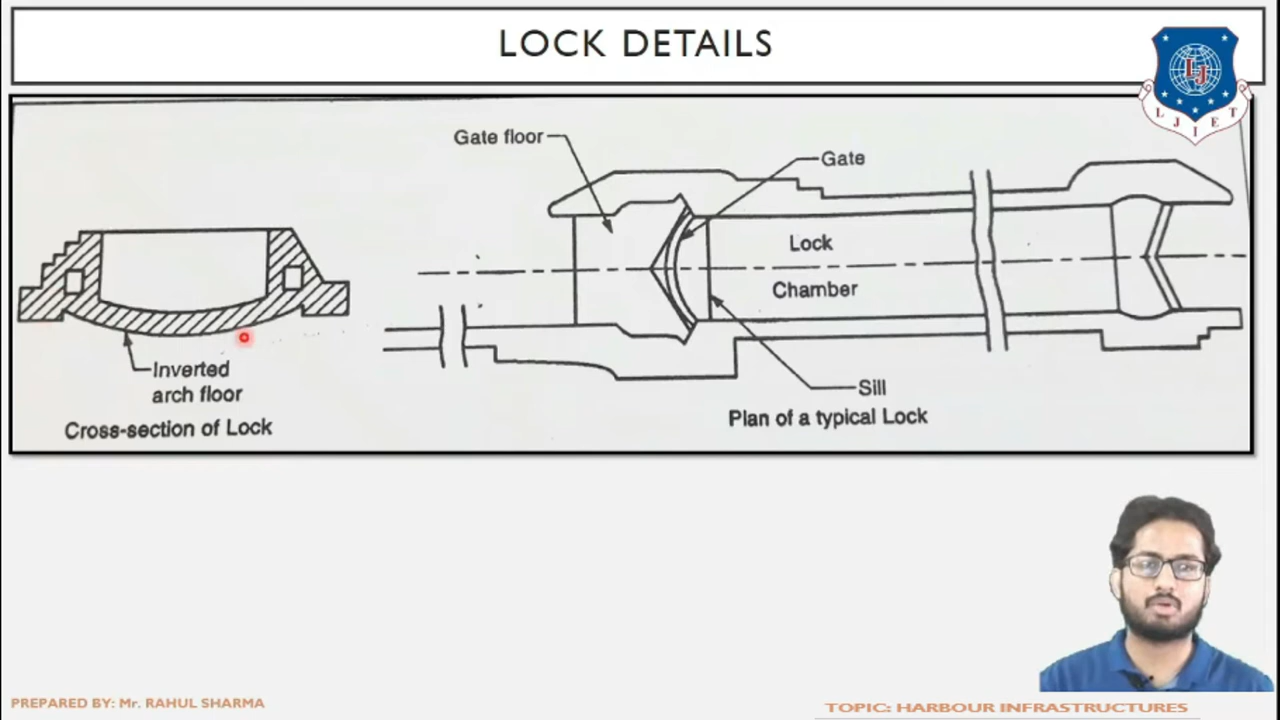 LOCK DETAILS
L J I E T
LJ
Gate floor
Gate
Lock
Chamber
Sill
Plan of a typical Lock
Inverted
arch floor
Cross-section of Lock
PREPARED BY: Mr. RAHUL SHARMA
TOPIC: HARBOUR INFRASTRUCTURES